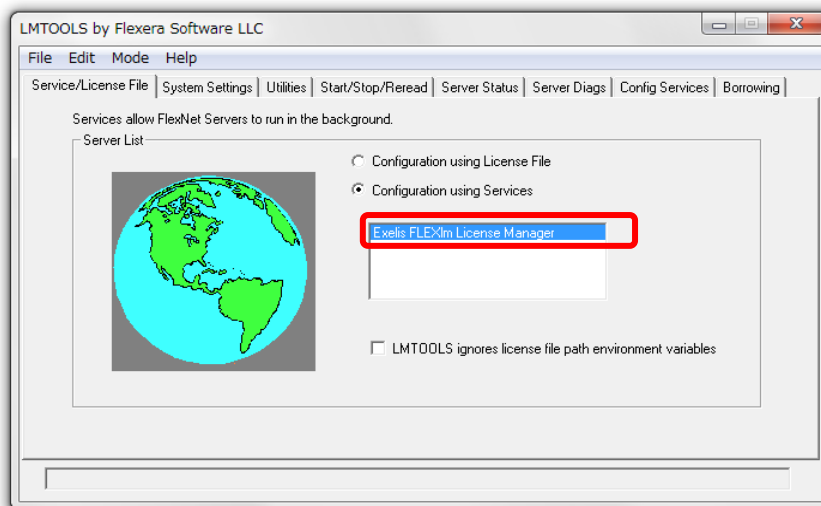 LMTOOLS by Flexera Software LLC
File Edit Mode Help
Service/License File System Settings Utilities Start/Stop/Reread Server Status Server Diags Config Services Borrowing
Services allow FlexNet Servers to run in the background.
Server List
Configuration using License File
Configuration using Services
Exelis FLEXlm License Manager
LMTOOLS ignores license file path environment variables